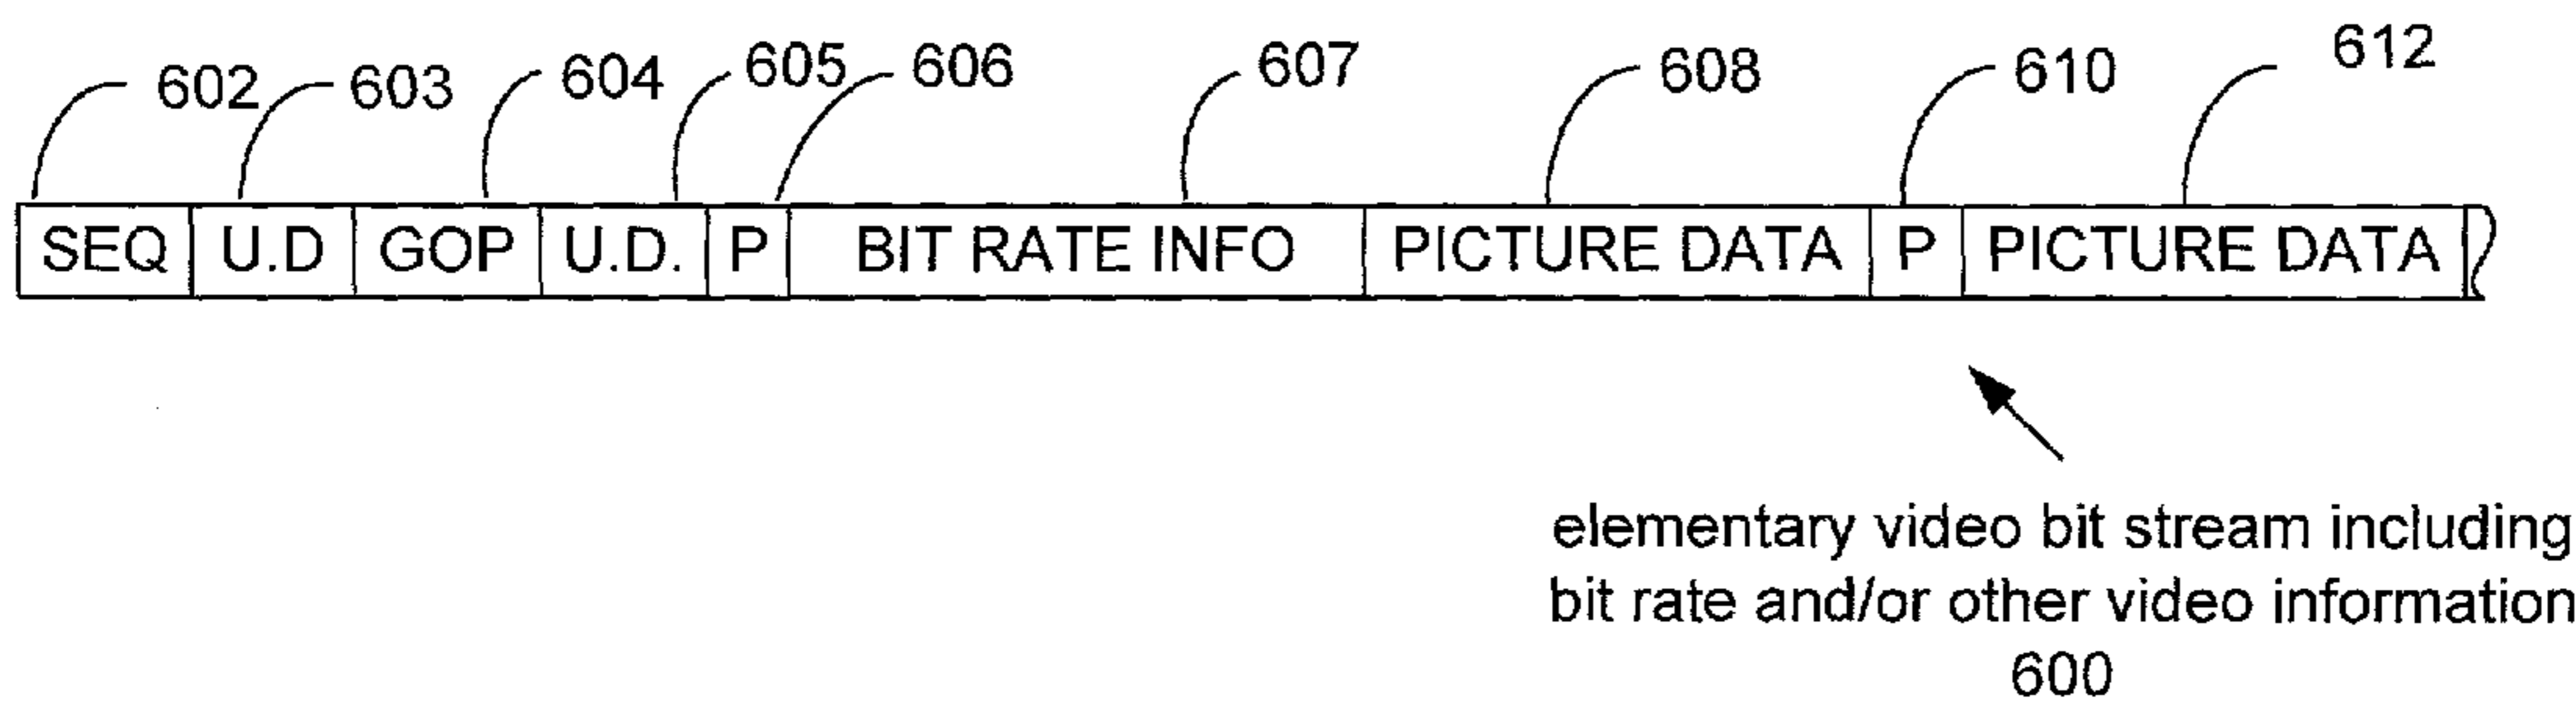 602 603 604 605 606 607 608 610 612
SEQ U.D GOP U.D. P BIT RATE INFO PICTURE DATA P PICTURE DATA
elementary video bit stream including
bit rate and/or other video information
600